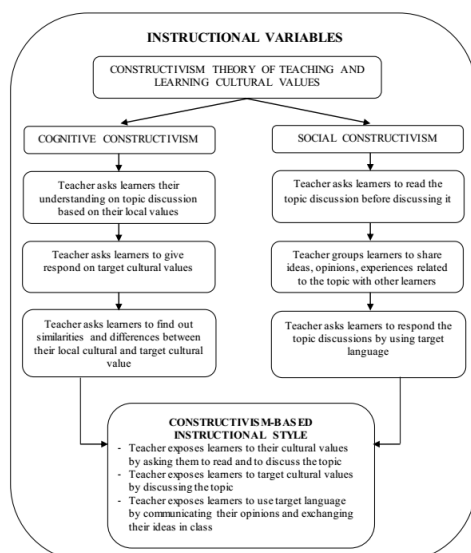 INSTRUCTIONAL VARIABLES
CONSTRUCTIVISM THEORY OF TEACHING AND
LEARNING CULTURAL VALUES
COGNITIVE CONSTRUCTIVISM
Teacher asks learners their
understanding on topic discussion
based on their local values
Teacher asks learners to give
respond on target cultural values
Teacher asks learners to find out
similarities and differences between
their local cultural and target cultural
value
SOCIAL CONSTRUCTIVISM
Teacher asks learners to read the
topic discussion before discussing it
Teacher groups learners to share
ideas, opinions, experiences related
to the topic with other learners
Teacher asks learners to respond the
topic discussions by using target
language
CONSTRUCTIVISM-BASED
INSTRUCTIONAL STYLE
- Teacher exposes learners to their cultural values
by asking them to read and to discuss the topic
- Teacher exposes learners to target cultural values
by discussing the topic
- Teacher exposes learners to use target language
by communicating their opinions and exchanging
their ideas in class